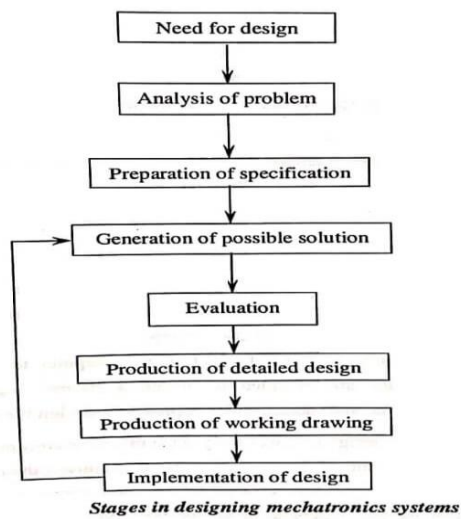 Need for design
Analysis of problem
Preparation of specification
Generation of possible solution
Evaluation
Production of detailed design
Production of working drawing
Implementation of design
Stages in designing mechatronics systems